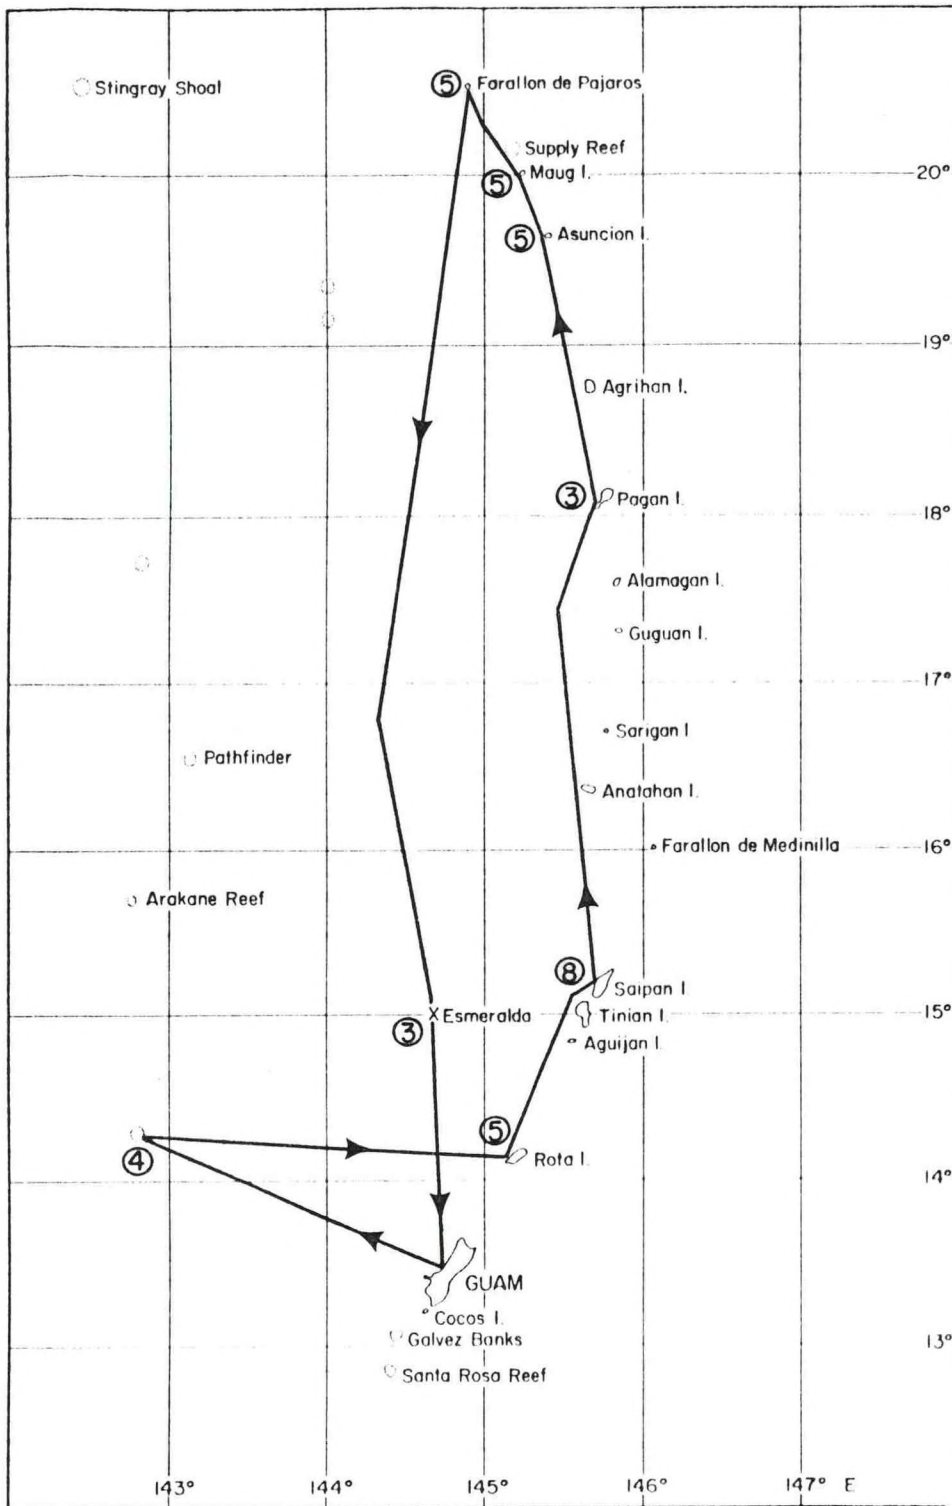 ⑤ Farallon de Pajaros
Stingray Shoal
Supply Reef
Maug I.
20°
⑤
⑤ Asuncion I.
19°
Agrihan I.
③ Pagan I.
18°
Alamagan I.
Guguan I.
17°
Sarigan I
Pathfinder
Anatahan I.
Farallon de Medinilla
16°
Arakane Reef
⑧
Saipan I
Esmeralda
Tinian I.
15°
③
Aguijan I.
⑤
④
Rota I.
14°
GUAM
Cocos I.
Galvez Banks
13°
Santa Rosa Reef
143° 144° 145° 146° 147° E